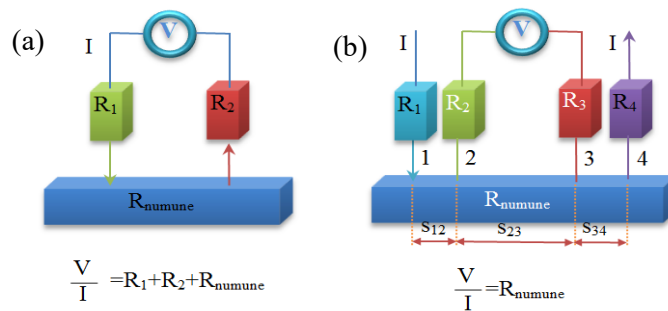 (a)
I
V
R₁
R₂
Rnumune
V/I =R₁+R₂+Rnumune
(b)
I
V
I
R₁
R₂
R₃
R₄
1
2
3
4
Rnumune
s₁₂
s₂₃
s₃₄
V/I =Rnumune